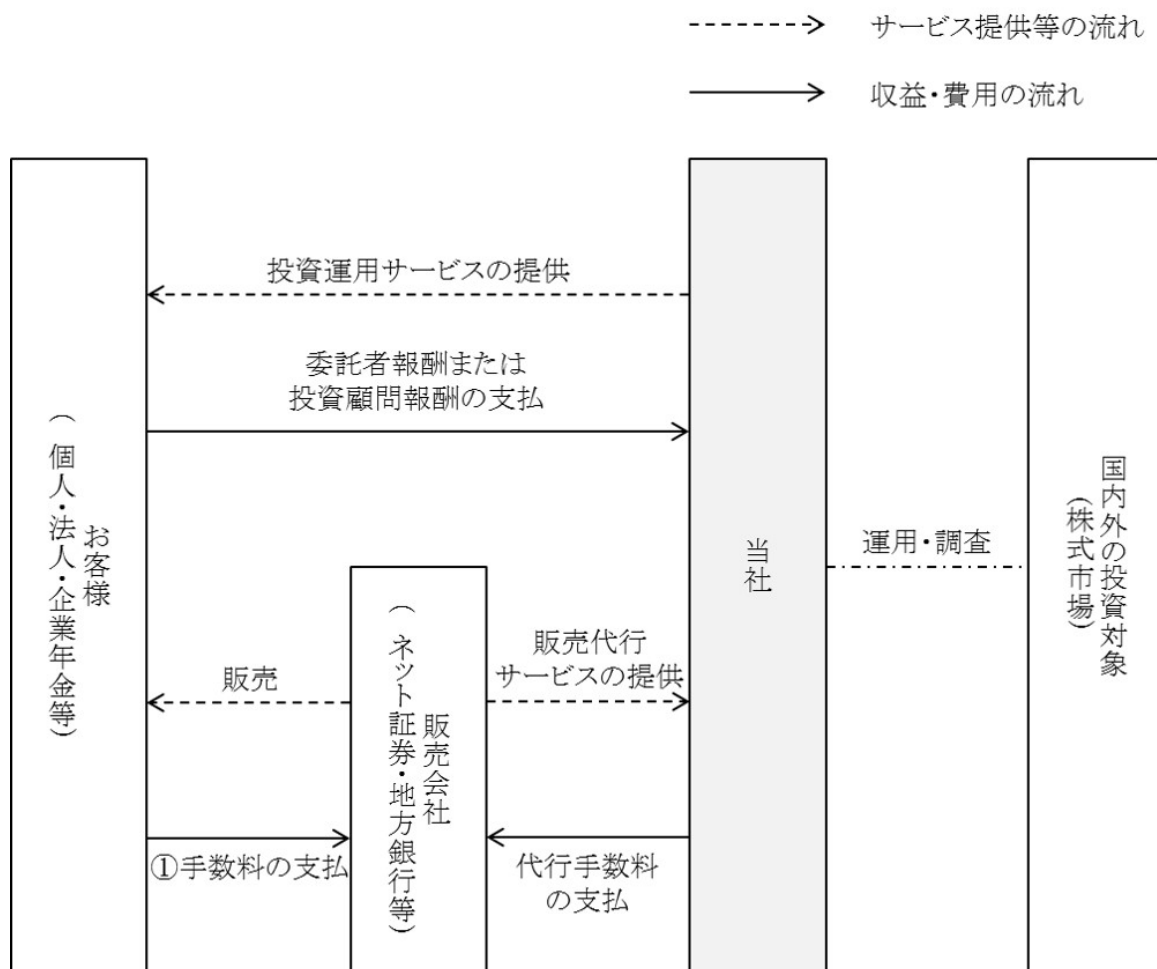 サービス提供等の流れ
収益・費用の流れ
投資運用サービスの提供
委託者報酬または
投資顧問報酬の支払
お客様
(個人・法人・企業年金等)
販売
①手数料の支払
販売会社
(ネット証券・地方銀行等)
販売代行
サービスの提供
代行手数料
の支払
当社
運用・調査
国内外の投資対象
(株式市場)